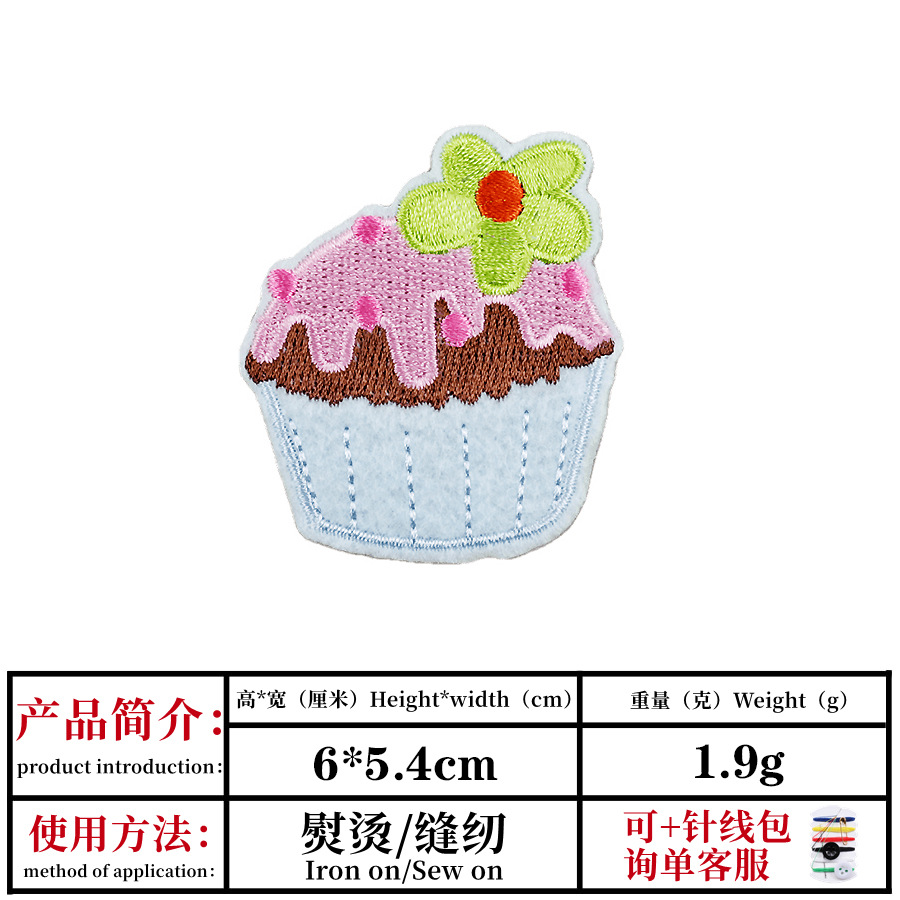 产品简介：
product introduction：
高*宽（厘米）Height*width（cm）
重量（克）Weight（g）
6*5.4cm
1.9g
使用方法：
method of application：
熨烫/缝纫
Iron on/Sew on
可+针线包
询单客服